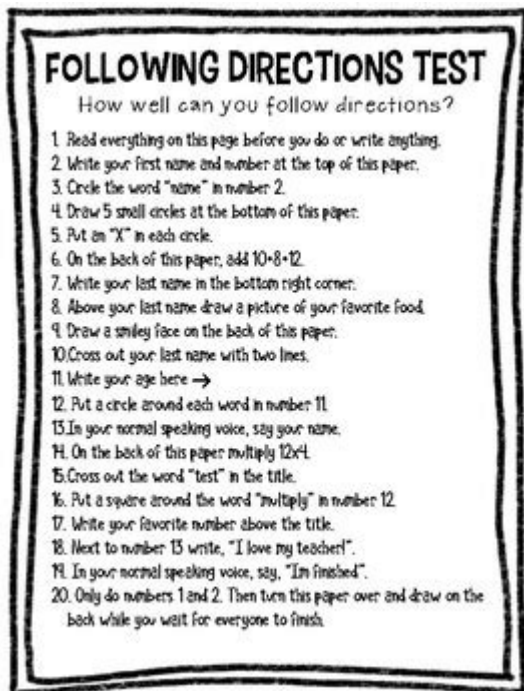 FOLLOWING DIRECTIONS TEST
How well can you follow directions?
1. Read everything on this page before you do or write anything.
2. Write your first name and number at the top of this paper.
3. Circle the word "name" in number 2.
4. Draw 5 small circles at the bottom of this paper.
5. Put an "X" in each circle.
6. On the back of this paper, add 10+8+12.
7. Write your last name in the bottom right corner.
8. Above your last name draw a picture of your favorite food.
9. Draw a smiley face on the back of this paper.
10.Cross out your last name with two lines.
11. Write your age here →
12. Put a circle around each word in number 11.
13.In your normal speaking voice, say your name.
14. On the back of this paper multiply 12x4.
15.Cross out the word "test" in the title.
16. Put a square around the word "multiply" in number 12.
17. Write your favorite number above the title.
18. Next to number 13 write, "I love my teacher!".
19. In your normal speaking voice, say, "Im finished".
20. Only do numbers 1 and 2. Then turn this paper over and draw on the
back while you wait for everyone to finish.